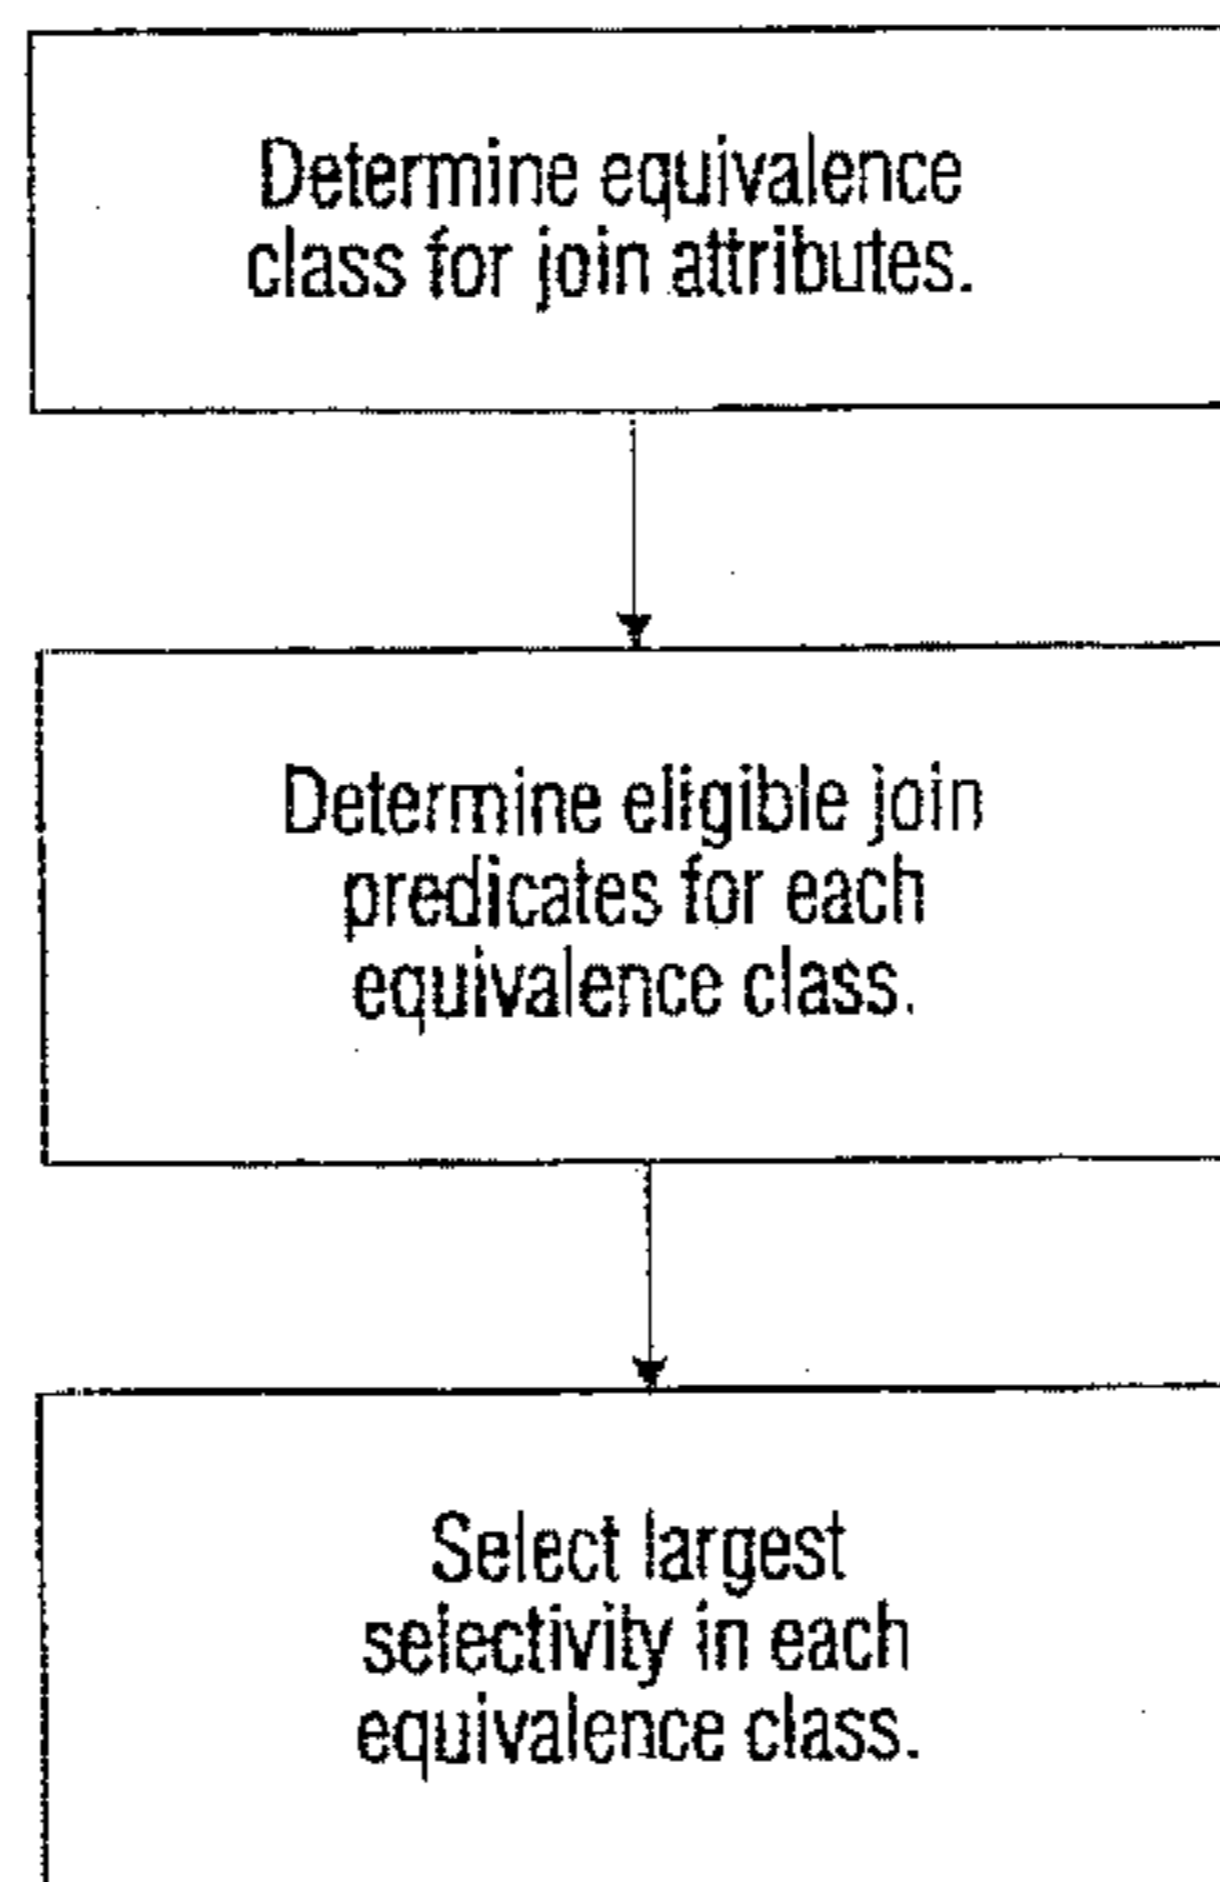 Determine equivalence
class for join attributes.
Determine eligible join
predicates for each
equivalence class.
Select largest
selectivity in each
equivalence class.